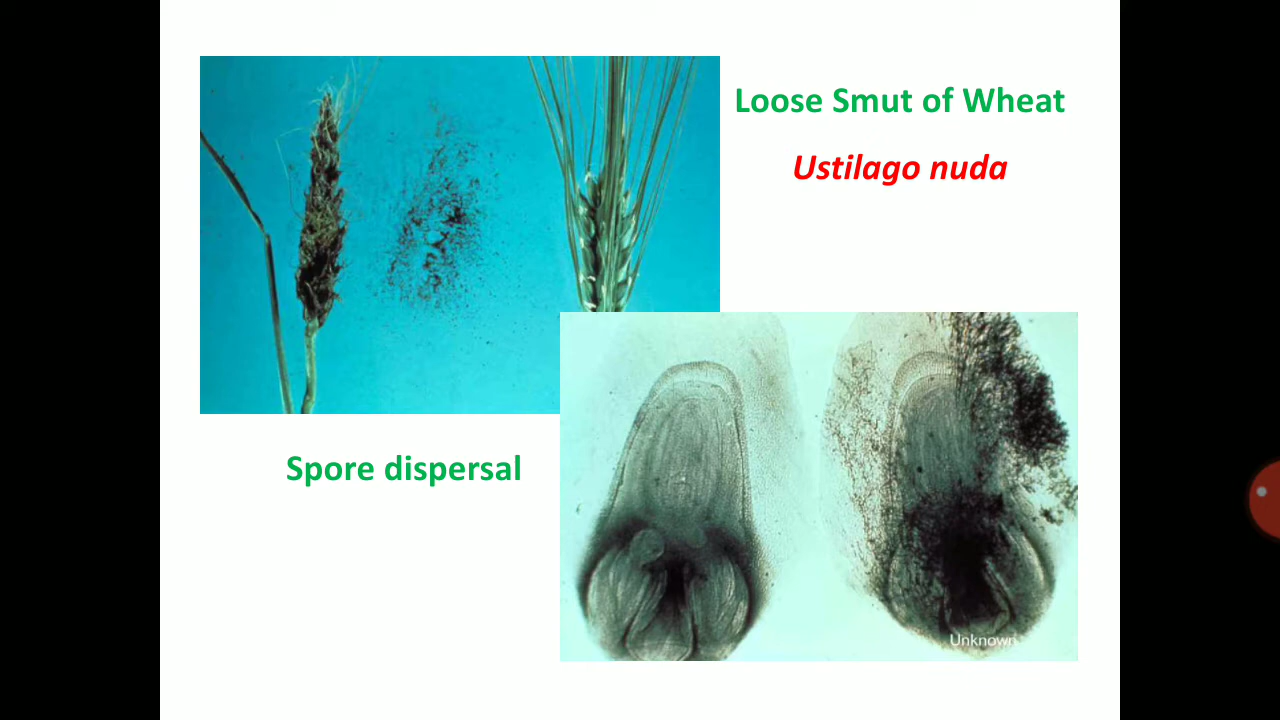 Loose Smut of Wheat
Ustilago nuda
Spore dispersal
Unknown